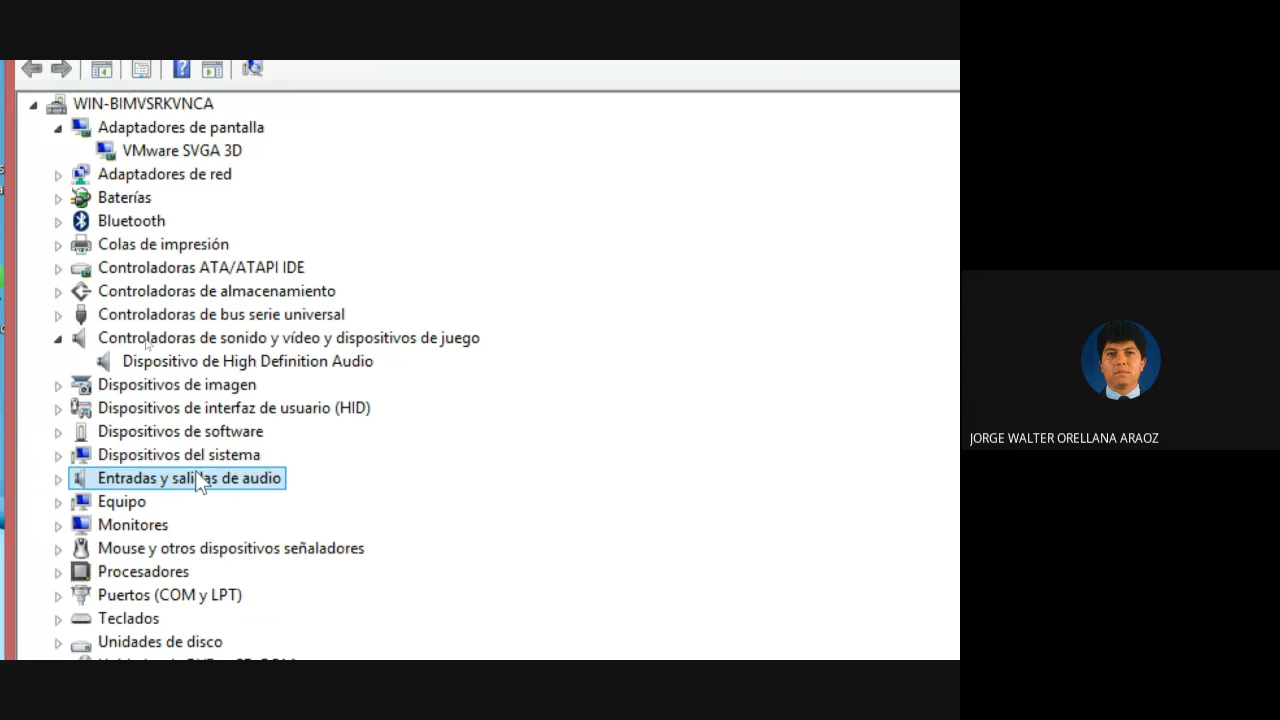 WIN-BIMVSRKVNCA
Adaptadores de pantalla
VMware SVGA 3D
Adaptadores de red
Baterías
Bluetooth
Colas de impresión
Controladoras ATA/ATAPI IDE
Controladoras de almacenamiento
Controladoras de bus serie universal
Controladoras de sonido y vídeo y dispositivos de juego
Dispositivo de High Definition Audio
Dispositivos de imagen
Dispositivos de interfaz de usuario (HID)
Dispositivos de software
Dispositivos del sistema
Entradas y salidas de audio
Equipo
Monitores
Mouse y otros dispositivos señaladores
Procesadores
Puertos (COM y LPT)
Teclados
Unidades de disco
JORGE WALTER ORELLANA ARAOZ